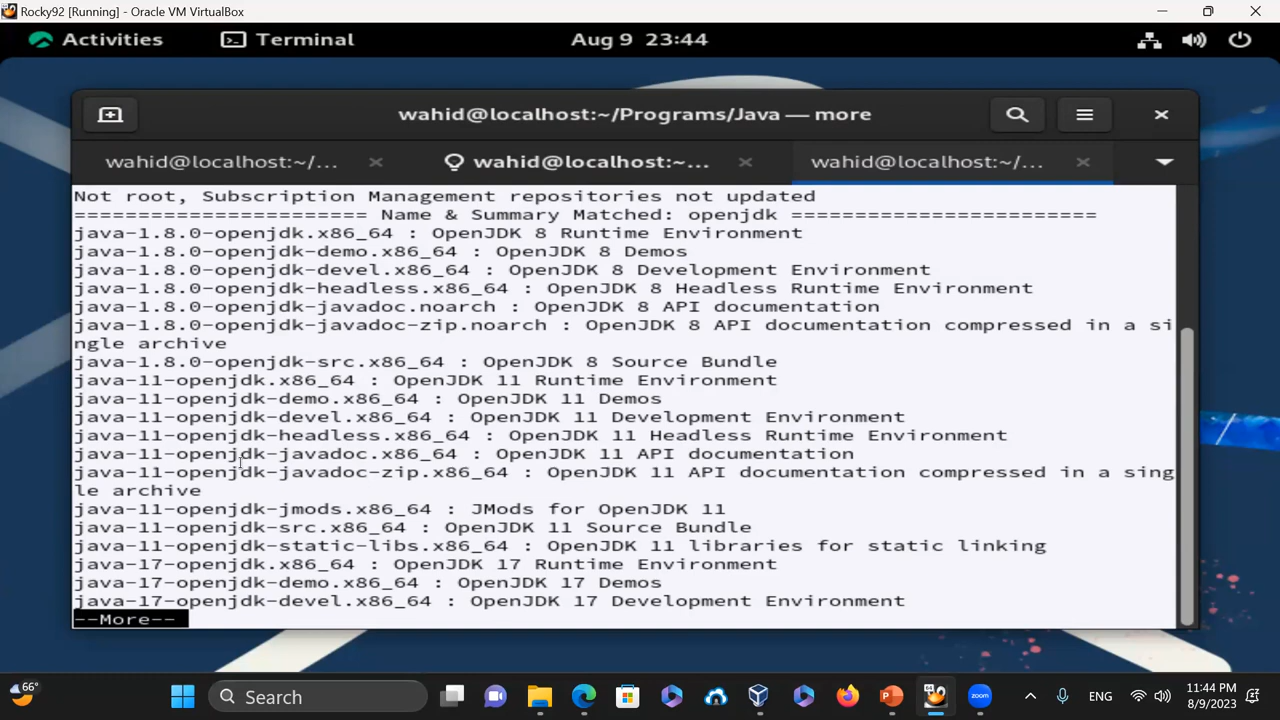 Rocky92 [Running] - Oracle VM VirtualBox
Activities Terminal Aug 9 23:44
wahid@localhost:~/Programs/Java — more
wahid@localhost:~/... wahid@localhost:~... wahid@localhost:~/...
Not root, Subscription Management repositories not updated
======================= Name & Summary Matched: openjdk ========================
java-1.8.0-openjdk.x86_64 : OpenJDK 8 Runtime Environment
java-1.8.0-openjdk-demo.x86_64 : OpenJDK 8 Demos
java-1.8.0-openjdk-devel.x86_64 : OpenJDK 8 Development Environment
java-1.8.0-openjdk-headless.x86_64 : OpenJDK 8 Headless Runtime Environment
java-1.8.0-openjdk-javadoc.noarch : OpenJDK 8 API documentation
java-1.8.0-openjdk-javadoc-zip.noarch : OpenJDK 8 API documentation compressed in a si
ngle archive
java-1.8.0-openjdk-src.x86_64 : OpenJDK 8 Source Bundle
java-11-openjdk.x86_64 : OpenJDK 11 Runtime Environment
java-11-openjdk-demo.x86_64 : OpenJDK 11 Demos
java-11-openjdk-devel.x86_64 : OpenJDK 11 Development Environment
java-11-openjdk-headless.x86_64 : OpenJDK 11 Headless Runtime Environment
java-11-openjdk-javadoc.x86_64 : OpenJDK 11 API documentation
java-11-openjdk-javadoc-zip.x86_64 : OpenJDK 11 API documentation compressed in a sing
le archive
java-11-openjdk-jmods.x86_64 : JMods for OpenJDK 11
java-11-openjdk-src.x86_64 : OpenJDK 11 Source Bundle
java-11-openjdk-static-libs.x86_64 : OpenJDK 11 libraries for static linking
java-17-openjdk.x86_64 : OpenJDK 17 Runtime Environment
java-17-openjdk-demo.x86_64 : OpenJDK 17 Demos
java-17-openjdk-devel.x86_64 : OpenJDK 17 Development Environment
--More--
66° Search zoom ENG 11:44 PM
8/9/2023